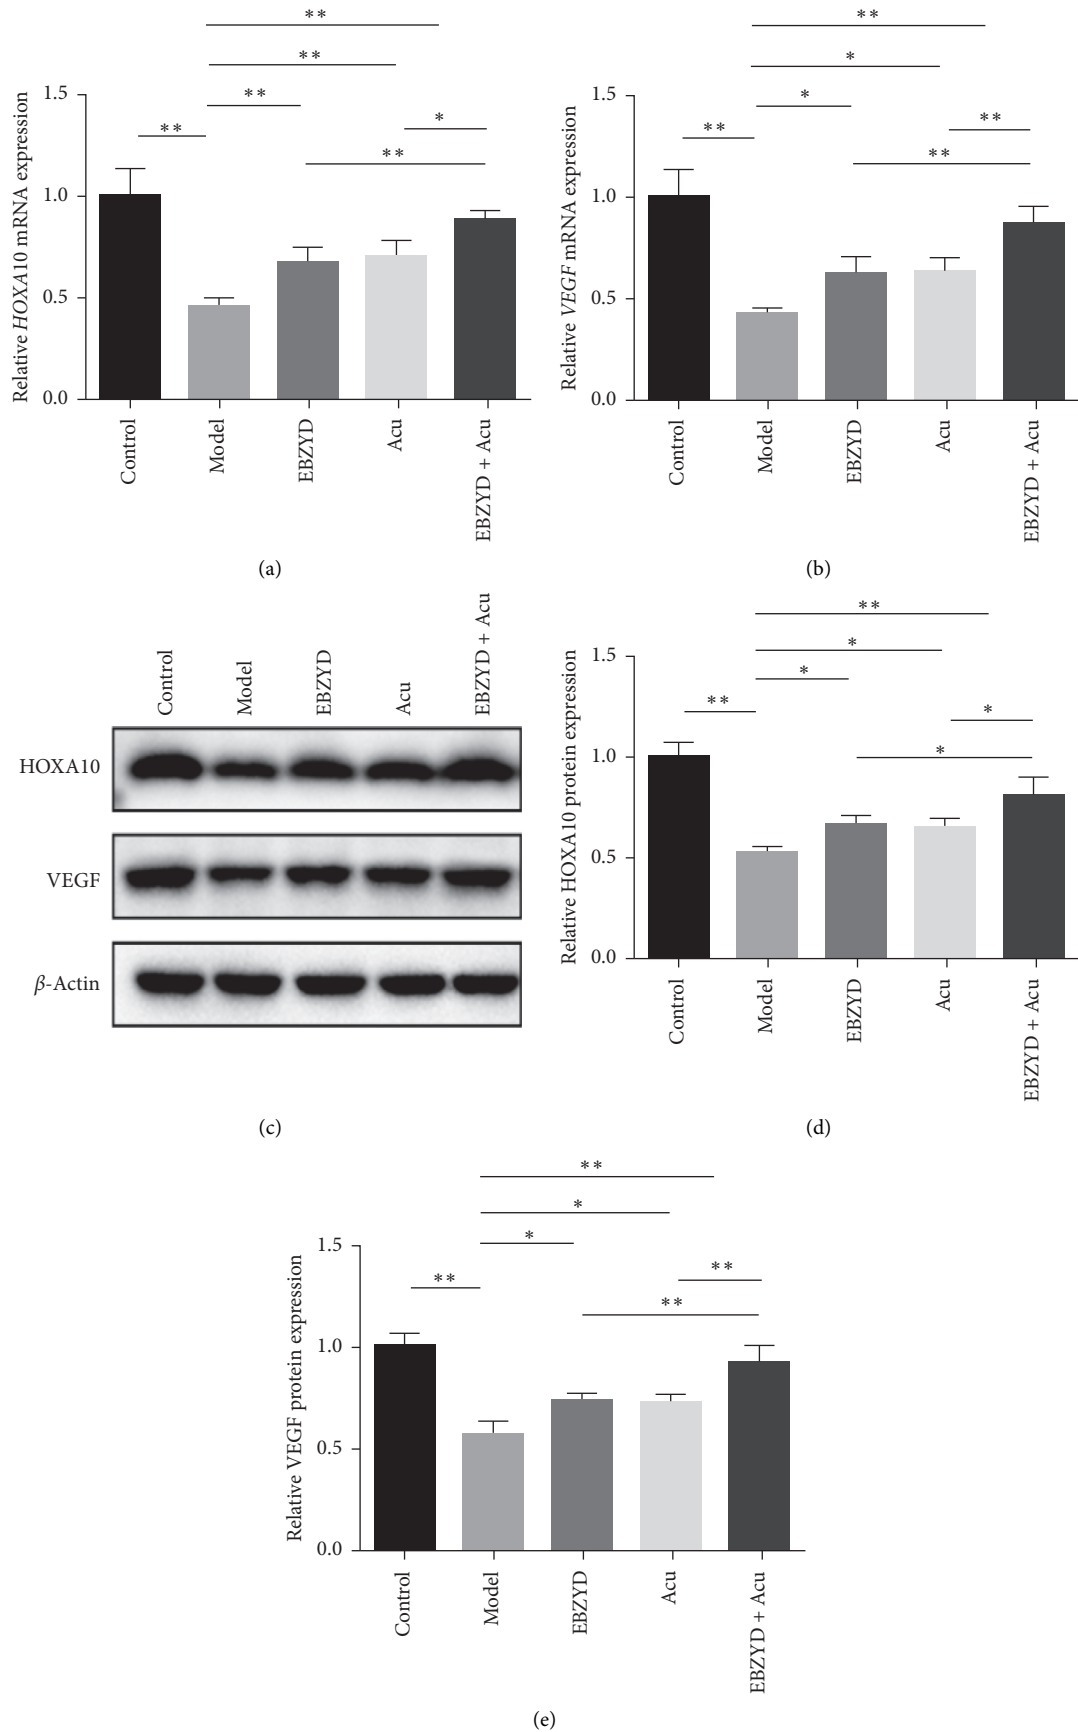 **
**
**
**
*
**
Relative HOXA10 mRNA expression
1.5
1.0
0.5
0.0
Control
Model
EBZYD
Acu
EBZYD + Acu
(a)
**
*
*
**
**
**
Relative VEGF mRNA expression
1.5
1.0
0.5
0.0
Control
Model
EBZYD
Acu
EBZYD + Acu
(b)
Control
Model
EBZYD
Acu
EBZYD + Acu
HOXA10
VEGF
β-Actin
(c)
**
*
*
**
*
*
Relative HOXA10 protein expression
1.5
1.0
0.5
0.0
Control
Model
EBZYD
Acu
EBZYD + Acu
(d)
**
*
*
**
**
**
Relative VEGF protein expression
1.5
1.0
0.5
0.0
Control
Model
EBZYD
Acu
EBZYD + Acu
(e)